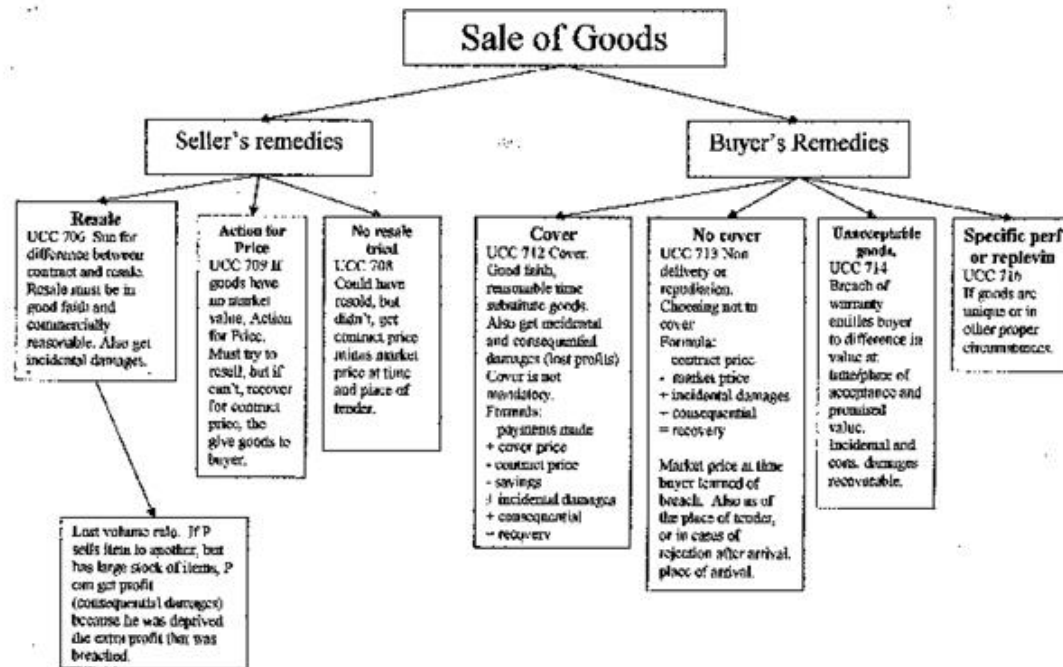 Sale of Goods
Seller's remedies
Buyer's Remedies
Resale
UCC 706 Sue for
difference between
contract and resale.
Resale must be in
good faith and
commercially
reasonable. Also get
incidental damages.
Action for
Price
UCC 709 If
goods have
no market
value, Action
for Price.
Must try to
resell, but if
can't, recover
for contract
price, the
give goods to
buyer.
No resale
tried
UCC 708
Could have
resold, but
didn't, get
contract price
minus market
price at time
and place of
tender.
Cover
UCC 712 Cover.
Good faith,
reasonable time
substitute goods.
Also get incidental
and consequential
damages (lost profits)
Cover is not
mandatory.
Formula:
payments made
+ cover price
- contract price
- savings
+ incidental damages
+ consequential
= recovery
No cover
UCC 713 Non
delivery or
repudiation.
Choosing not to
cover
Formula:
contract price
- market price
+ incidental damages
+ consequential
= recovery
Market price at time
buyer learned of
breach. Also as of
the place of tender,
or in cases of
rejection after arrival,
place of arrival.
Unacceptable
goods,
UCC 714
Breach of
warranty
entitles buyer
to difference in
value at
time/place of
acceptance and
promised
value.
Incidental and
cons. damages
recoverable.
Specific perf
or replevin
UCC 716
If goods are
unique or in
other proper
circumstances.
Lost volume rule. If P
sells item to another, but
has large stock of items, P
can get profit
(consequential damages)
because he was deprived
the extra profit that was
breached.